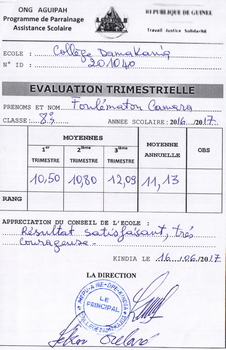 ONG AGUIPAH
Programme de Parrainage
Assistance Scolaire
REPUBLIQUE DE GUINEE
Travail Justice Solidarité
ECOLE : Collège Damakania
N° ID : 201040
EVALUATION TRIMESTRIELLE
PRENOMS ET NOM Foulématou Camara
CLASSE: 8è ANNEE SCOLAIRE: 2016 /2017
MOYENNES MOYENNE ANNUELLE OBS
1er TRIMESTRE 2ième TRIMESTRE 3ième TRIMESTRE
10,50 10,80 12,09 11,13
RANG
APPRECIATION DU CONSEIL DE L'ECOLE :
Résultat satisfaisant, très
Courageuse
KINDIA LE 16 /06/2017
LA DIRECTION
LE PRINCIPAL